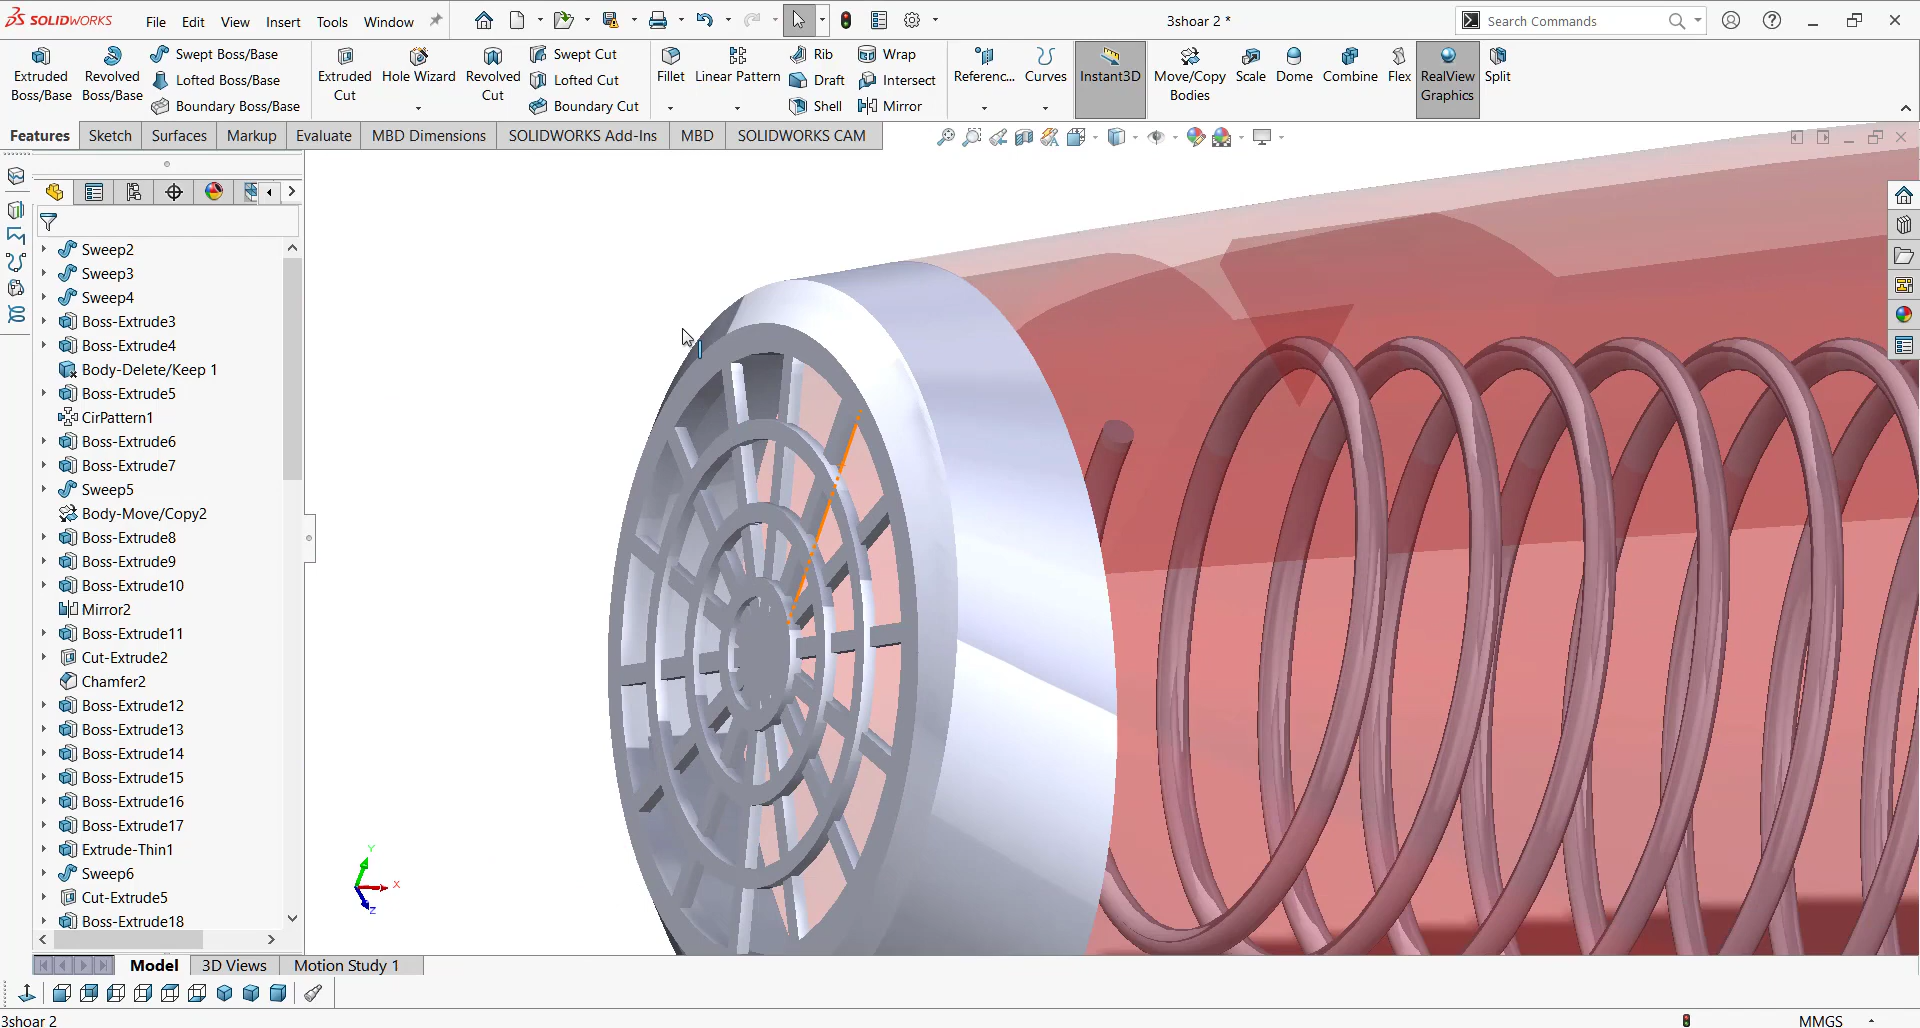 SOLIDWORKS File Edit View Insert Tools Window 3shoar 2 * Search Commands
Extruded Boss/Base
Revolved Boss/Base
Swept Boss/Base
Lofted Boss/Base
Boundary Boss/Base
Extruded Cut
Hole Wizard
Revolved Cut
Swept Cut
Lofted Cut
Boundary Cut
Fillet
Linear Pattern
Rib
Draft
Shell
Wrap
Intersect
Mirror
Referenc...
Curves
Instant3D
Move/Copy Bodies
Scale
Dome
Combine
Flex
RealView Graphics
Split
Features Sketch Surfaces Markup Evaluate MBD Dimensions SOLIDWORKS Add-Ins MBD SOLIDWORKS CAM
Sweep2
Sweep3
Sweep4
Boss-Extrude3
Boss-Extrude4
Body-Delete/Keep 1
Boss-Extrude5
CirPattern1
Boss-Extrude6
Boss-Extrude7
Sweep5
Body-Move/Copy2
Boss-Extrude8
Boss-Extrude9
Boss-Extrude10
Mirror2
Boss-Extrude11
Cut-Extrude2
Chamfer2
Boss-Extrude12
Boss-Extrude13
Boss-Extrude14
Boss-Extrude15
Boss-Extrude16
Boss-Extrude17
Extrude-Thin1
Sweep6
Cut-Extrude5
Boss-Extrude18
Y
X
Z
Model 3D Views Motion Study 1
3shoar 2 MMGS